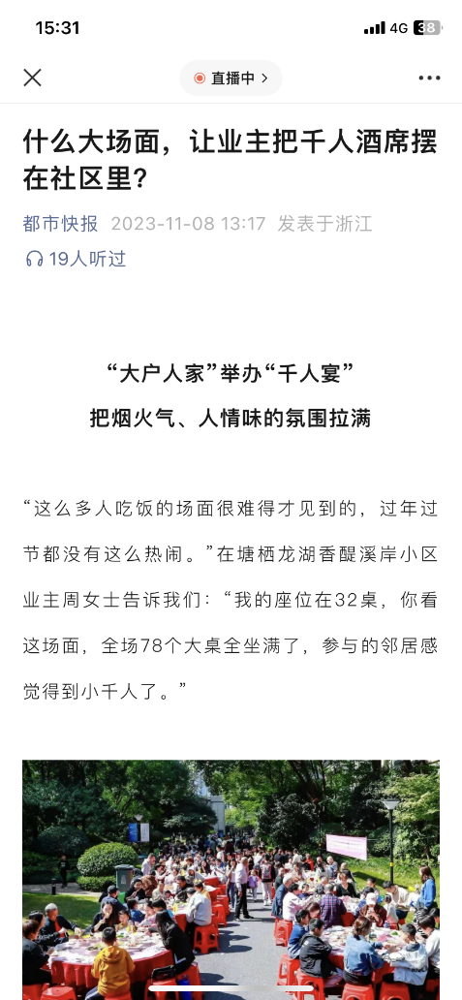 15:31
4G
38
直播中
什么大场面，让业主把千人酒席摆
在社区里？
都市快报 2023-11-08 13:17 发表于浙江
19人听过
“大户人家”举办“千人宴”
把烟火气、人情味的氛围拉满
“这么多人吃饭的场面很难得才见到的，过年过
节都没有这么热闹。”在塘栖龙湖香醍溪岸小区
业主周女士告诉我们：“我的座位在32桌，你看
这场面，全场78个大桌全坐满了，参与的邻居感
觉得到小千人了。”